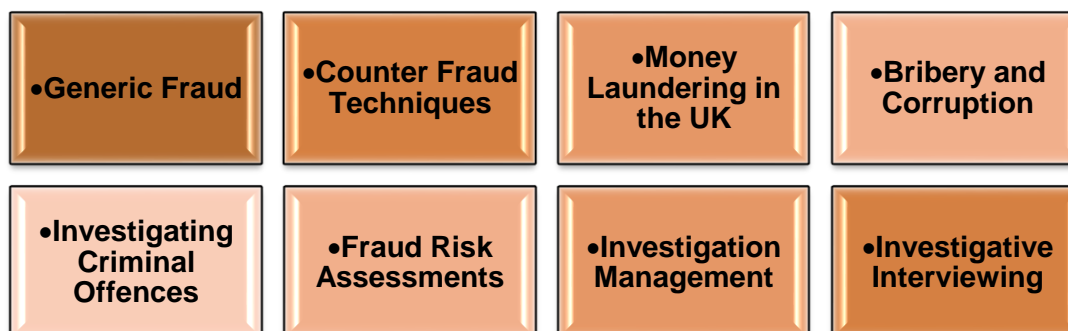 •Generic Fraud
•Counter Fraud
Techniques
•Money
Laundering in
the UK
•Bribery and
Corruption
•Investigating
Criminal
Offences
•Fraud Risk
Assessments
•Investigation
Management
•Investigative
Interviewing